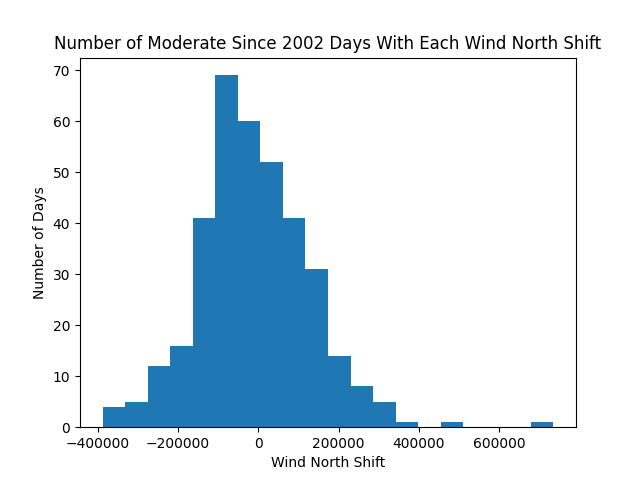 Number of Moderate Since 2002 Days With Each Wind North Shift
70
60
50
40
30
20
10
0
Number of Days
−400000 −200000 0 200000 400000 600000
Wind North Shift